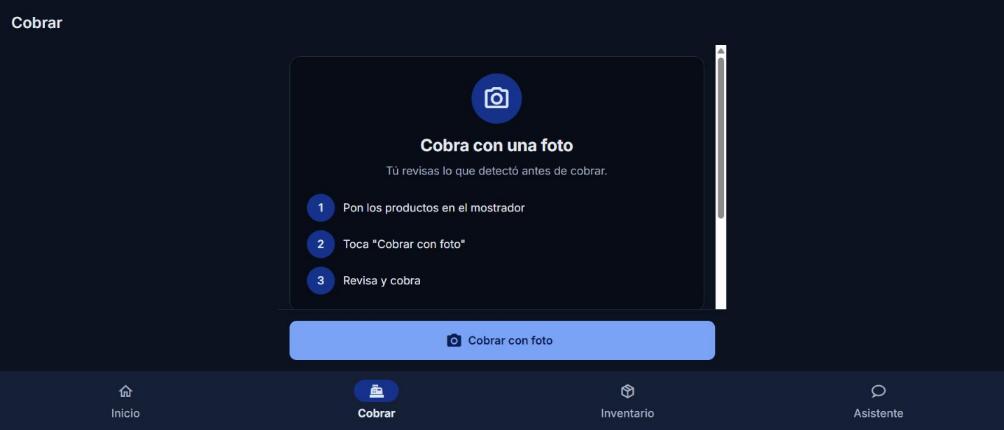 Cobrar
Cobra con una foto
Tú revisas lo que detectó antes de cobrar.
1 Pon los productos en el mostrador
2 Toca "Cobrar con foto"
3 Revisa y cobra
Cobrar con foto
Inicio Cobrar Inventario Asistente